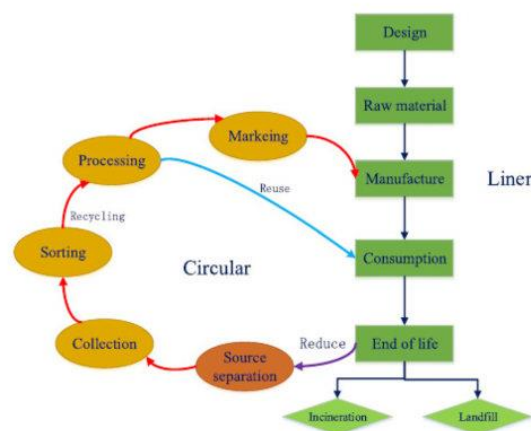 Design
Raw material
Markeing
Processing
Manufacture
Liner
Reuse
Recycling
Sorting
Circular
Consumption
Collection
Source
separation
Reduce
End of life
Incineration
Landfill